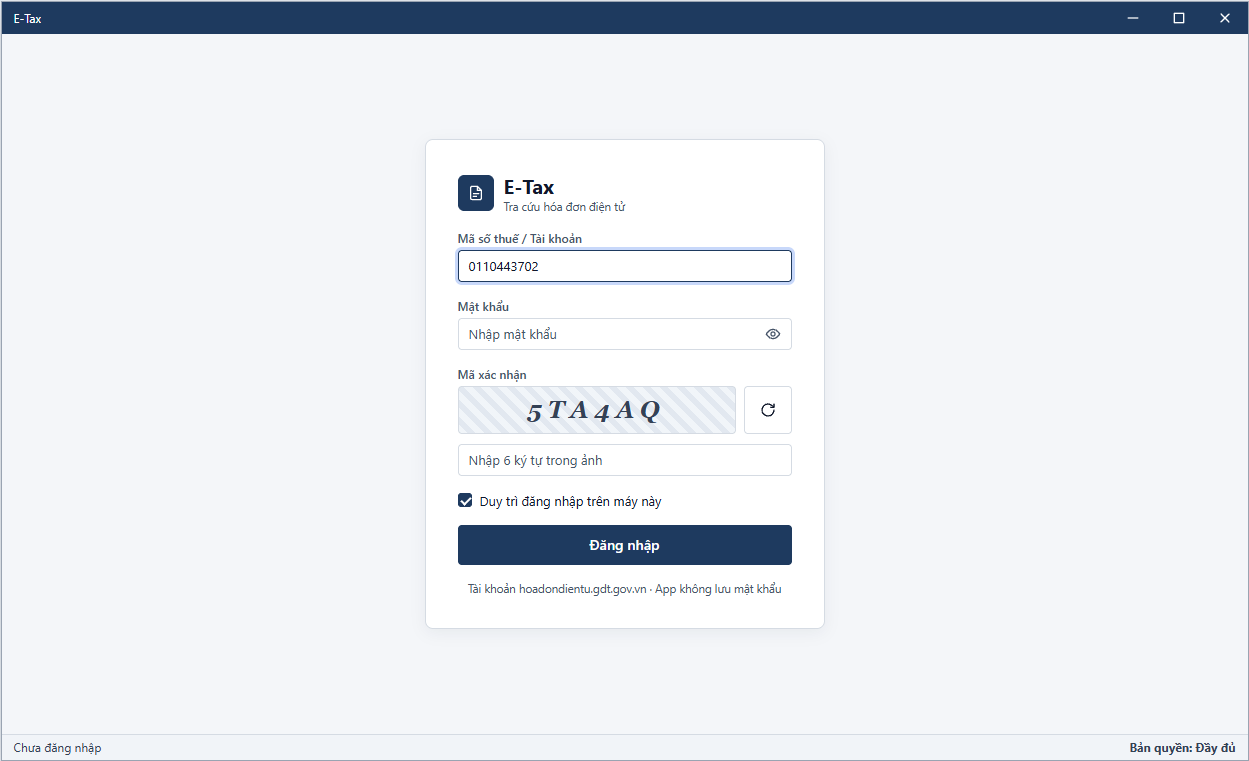 E-Tax
E-Tax
Tra cứu hóa đơn điện tử
Mã số thuế / Tài khoản
0110443702
Mật khẩu
Nhập mật khẩu
Mã xác nhận
5TA4AQ
Nhập 6 ký tự trong ảnh
Duy trì đăng nhập trên máy này
Đăng nhập
Tài khoản hoadondientu.gdt.gov.vn · App không lưu mật khẩu
Chưa đăng nhập
Bản quyền: Đầy đủ